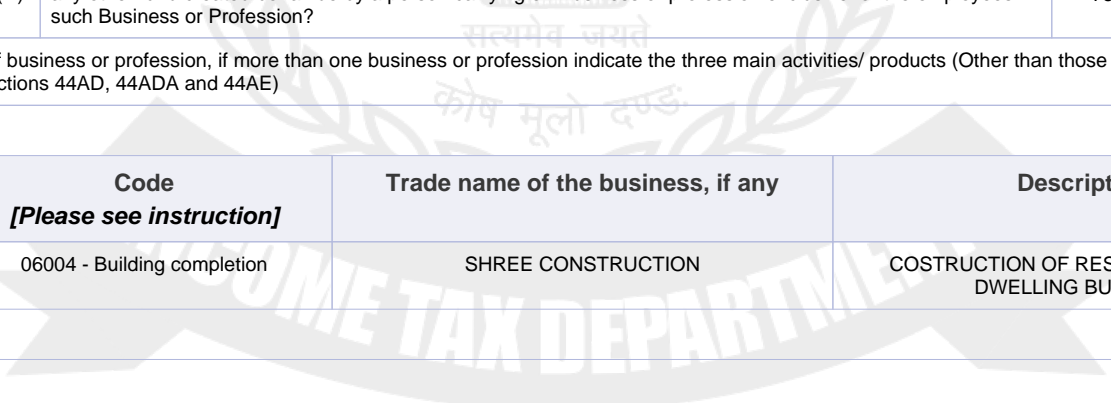 such Business or Profession?
सत्यमेव जयते
business or profession, if more than one business or profession indicate the three main activities/ products (Other than those
ctions 44AD, 44ADA and 44AE)
कोष मूलो दण्ड:
Code
[Please see instruction]
Trade name of the business, if any
Descript
06004 - Building completion
SHREE CONSTRUCTION
COSTRUCTION OF RES
DWELLING BU
INCOME TAX DEPARTMENT